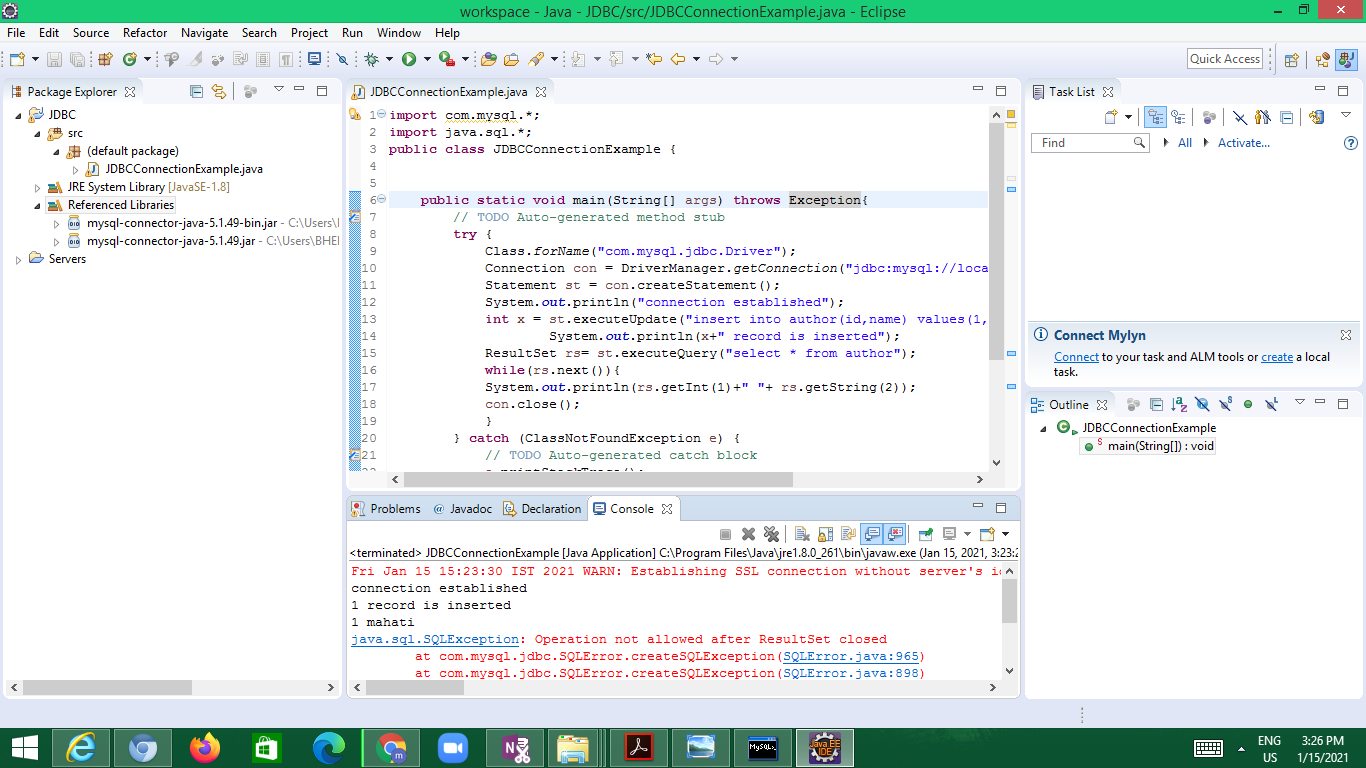 workspace - Java - JDBC/src/JDBCConnectionExample.java - Eclipse
File Edit Source Refactor Navigate Search Project Run Window Help
Quick Access
Package Explorer
JDBC
src
(default package)
JDBCConnectionExample.java
JRE System Library [JavaSE-1.8]
Referenced Libraries
mysql-connector-java-5.1.49-bin.jar - C:\Users\
mysql-connector-java-5.1.49.jar - C:\Users\BHE
Servers
JDBCConnectionExample.java
1 import com.mysql.*;
2 import java.sql.*;
3 public class JDBCConnectionExample {
4
5
6 public static void main(String[] args) throws Exception{
7 // TODO Auto-generated method stub
8 try {
9 Class.forName("com.mysql.jdbc.Driver");
10 Connection con = DriverManager.getConnection("jdbc:mysql://loca
11 Statement st = con.createStatement();
12 System.out.println("connection established");
13 int x = st.executeUpdate("insert into author(id,name) values(1,
14 System.out.println(x+" record is inserted");
15 ResultSet rs= st.executeQuery("select * from author");
16 while(rs.next()){
17 System.out.println(rs.getInt(1)+" "+ rs.getString(2));
18 con.close();
19 }
20 } catch (ClassNotFoundException e) {
21 // TODO Auto-generated catch block
Problems @ Javadoc Declaration Console
<terminated> JDBCConnectionExample [Java Application] C:\Program Files\Java\jre1.8.0_261\bin\javaw.exe (Jan 15, 2021, 3:23:2
Fri Jan 15 15:23:30 IST 2021 WARN: Establishing SSL connection without server's i
connection established
1 record is inserted
1 mahati
java.sql.SQLException: Operation not allowed after ResultSet closed
at com.mysql.jdbc.SQLError.createSQLException(SQLError.java:965)
at com.mysql.jdbc.SQLError.createSQLException(SQLError.java:898)
Task List
Find All Activate...
Connect Mylyn
Connect to your task and ALM tools or create a local
task.
Outline
JDBCConnectionExample
main(String[]) : void
MySQL
Java EE
IDE
ENG
US
3:26 PM
1/15/2021